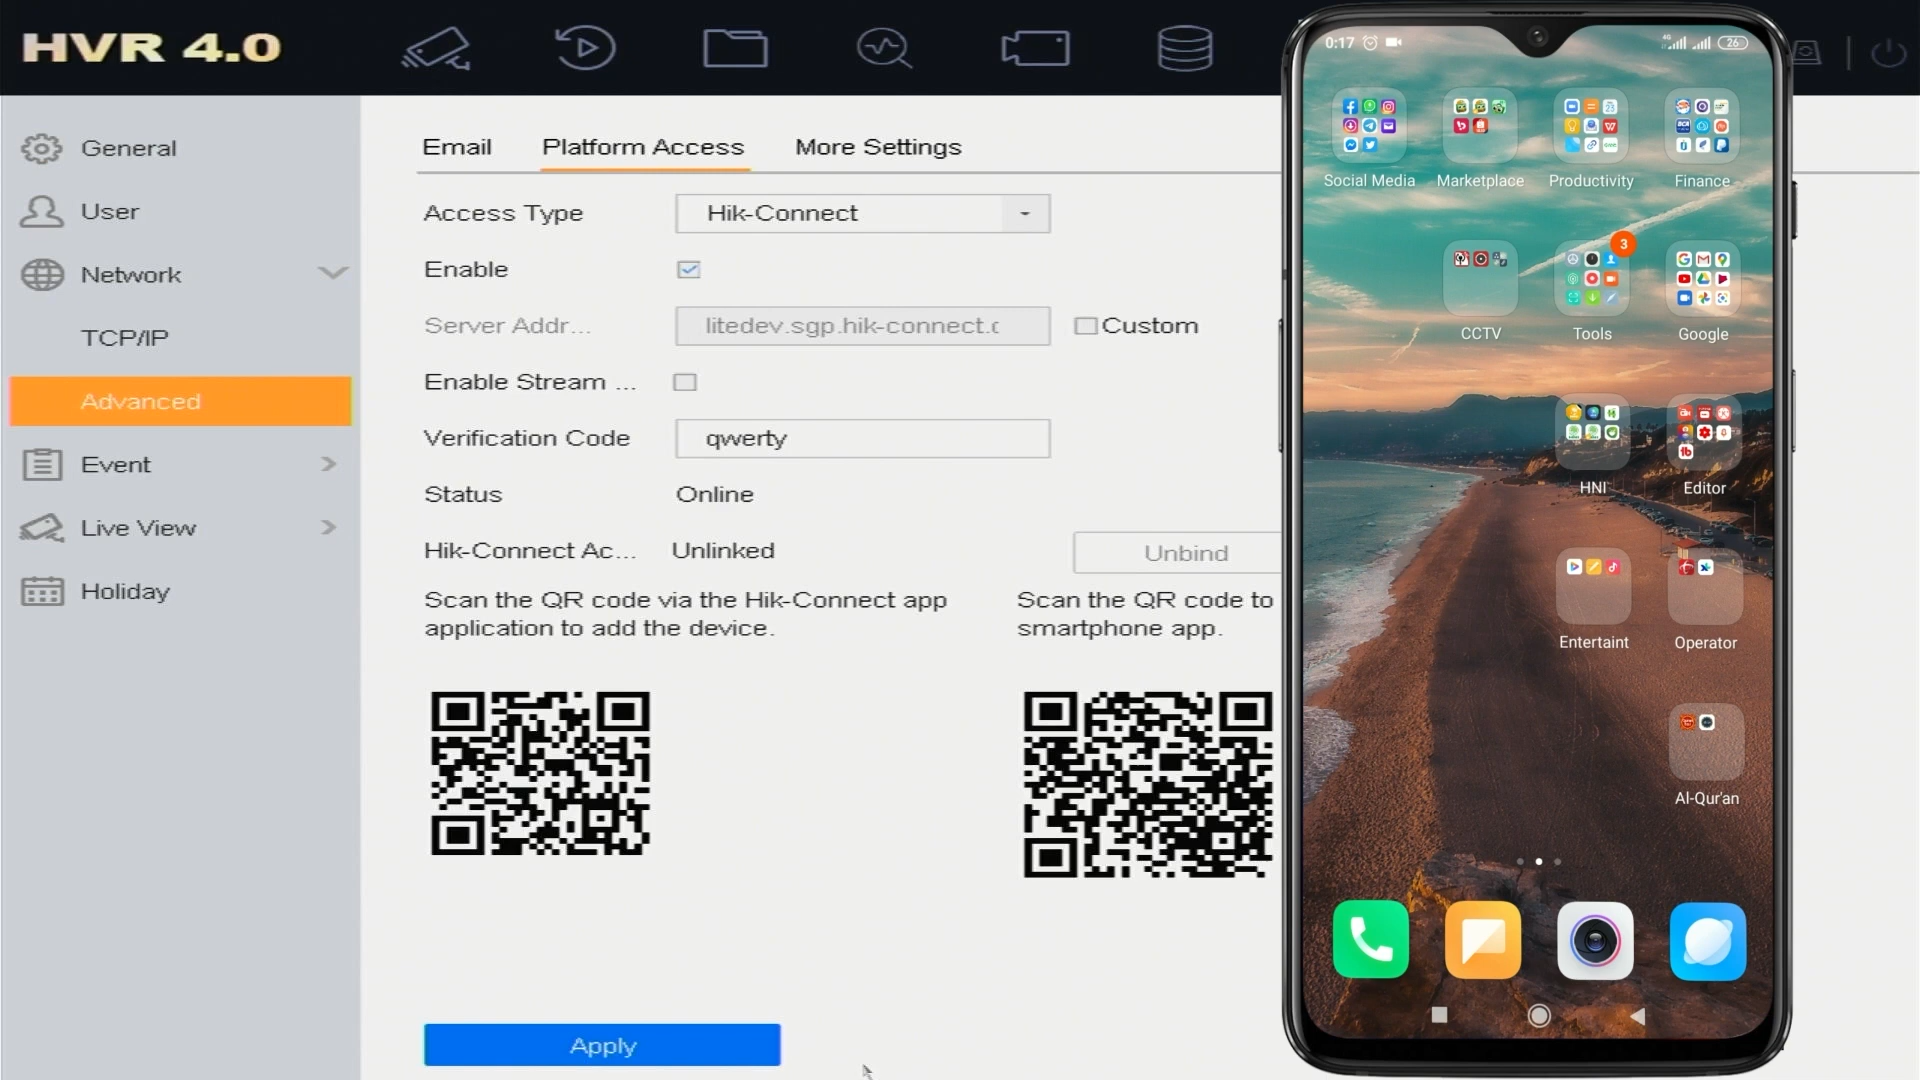 HVR 4.0
General
User
Network
TCP/IP
Advanced
Event
Live View
Holiday
Email Platform Access More Settings
Access Type Hik-Connect
Enable
Server Addr... litedev.sgp.hik-connect.c Custom
Enable Stream ...
Verification Code qwerty
Status Online
Hik-Connect Ac... Unlinked Unbind
Scan the QR code via the Hik-Connect app
application to add the device.
Scan the QR code to
smartphone app.
Apply
0:17 4G 26
Social Media Marketplace Productivity Finance
3
CCTV Tools Google
HNI Editor
Entertaint Operator
Al-Qur'an